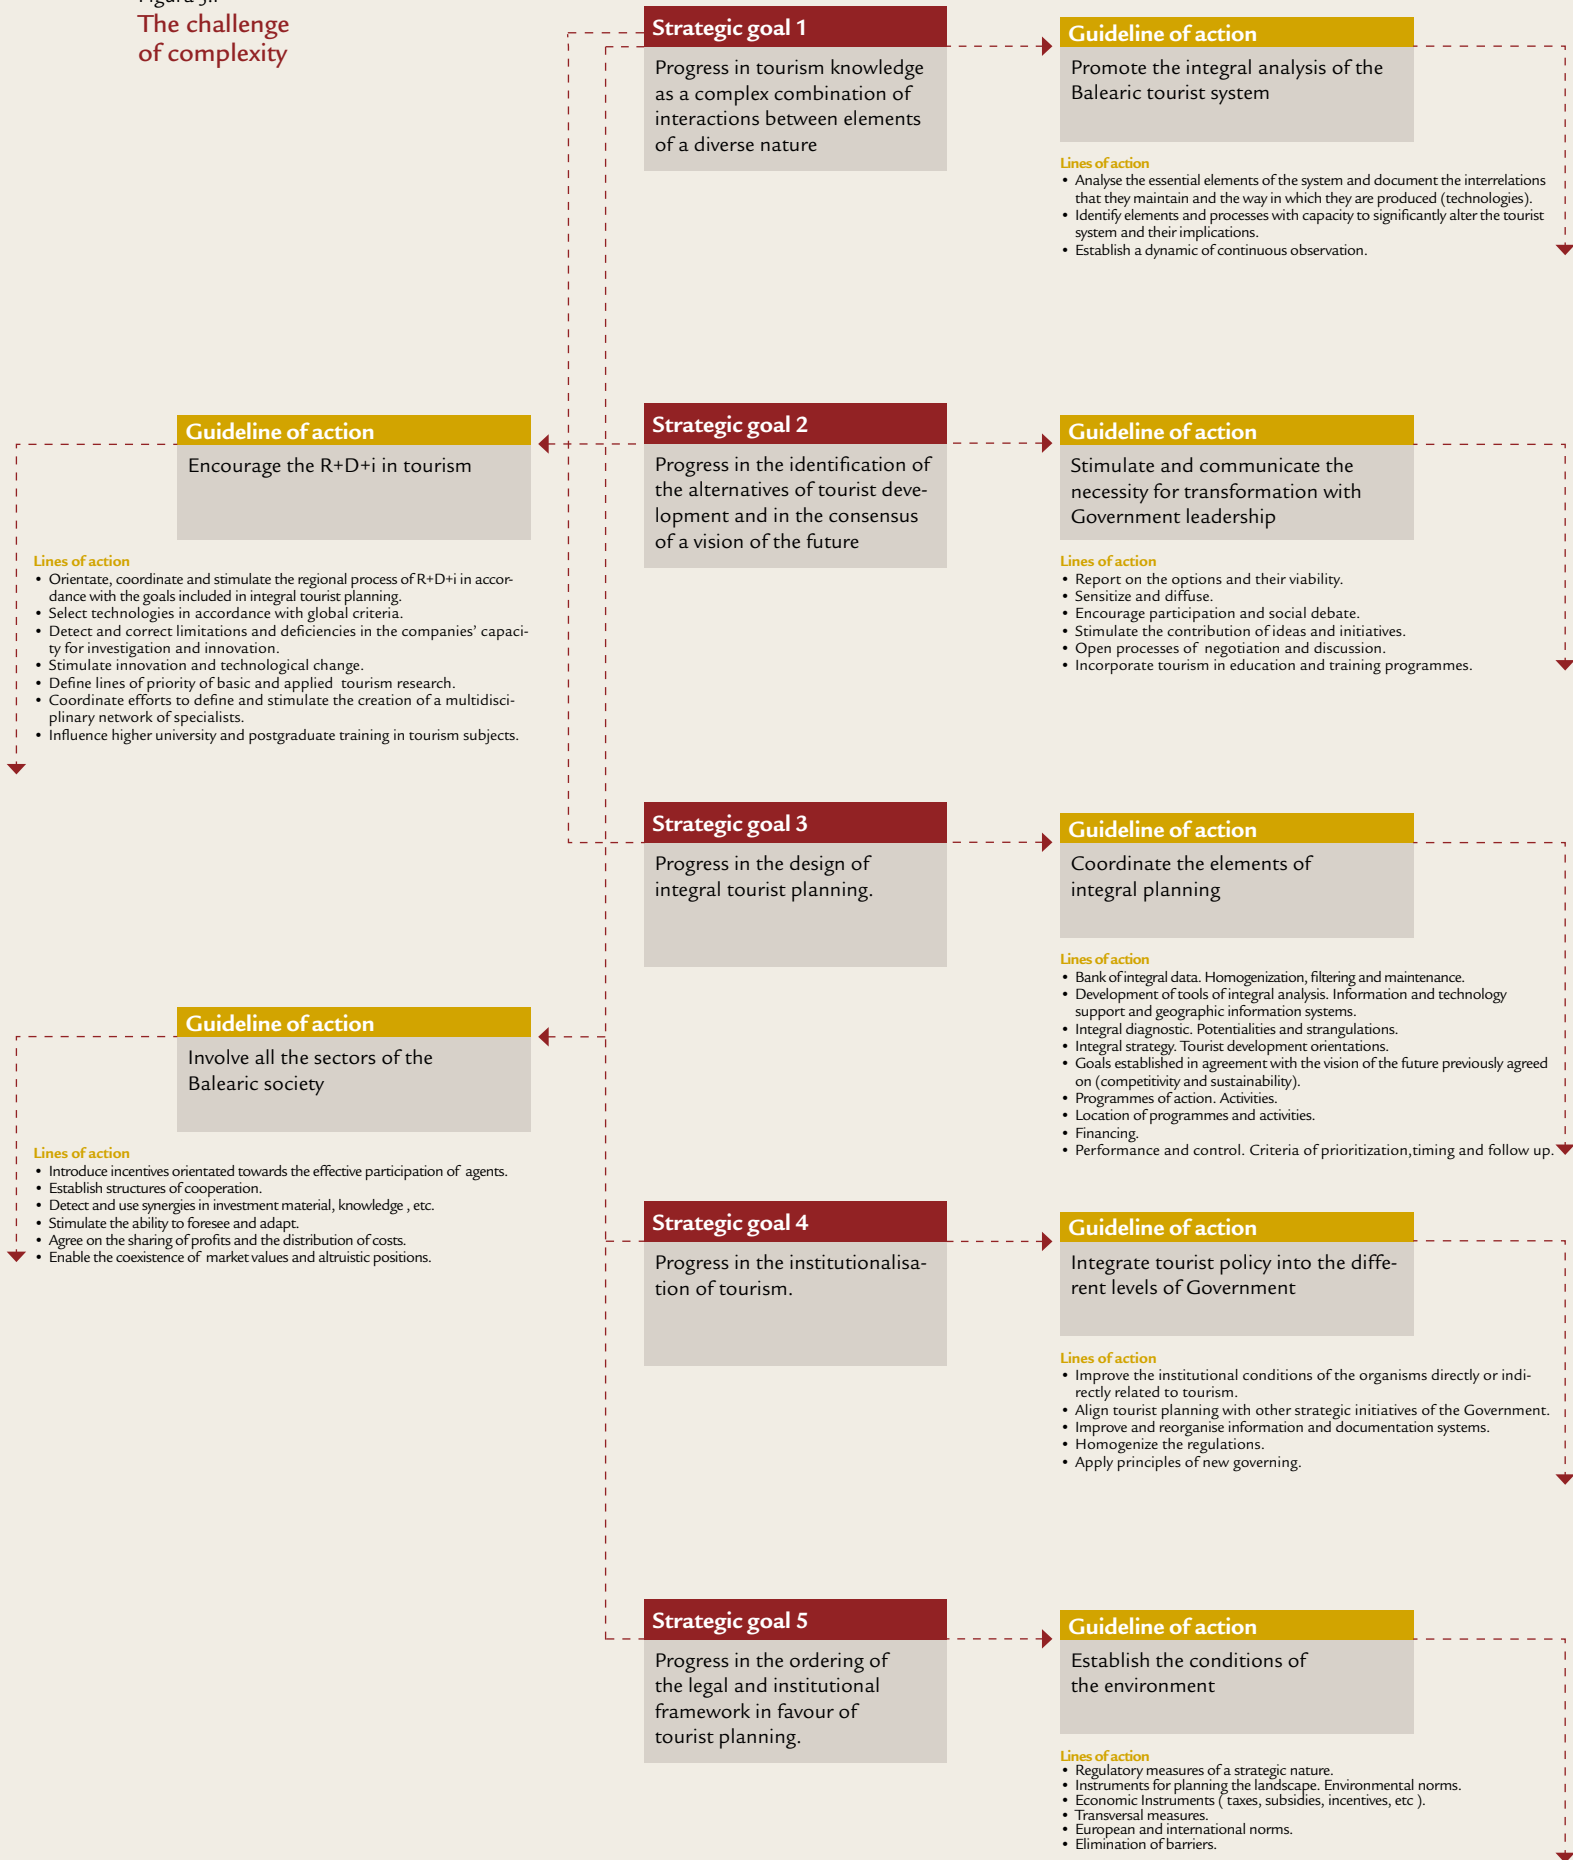 The challenge
of complexity
Strategic goal 1
Progress in tourism knowledge
as a complex combination of
interactions between elements
of a diverse nature
Guideline of action
Promote the integral analysis of the
Balearic tourist system
Lines of action
• Analyse the essential elements of the system and document the interrelations
that they maintain and the way in which they are produced (technologies).
• Identify elements and processes with capacity to significantly alter the tourist
system and their implications.
• Establish a dynamic of continuous observation.
Guideline of action
Encourage the R+D+i in tourism
Lines of action
• Orientate, coordinate and stimulate the regional process of R+D+i in accor-
dance with the goals included in integral tourist planning.
• Select technologies in accordance with global criteria.
• Detect and correct limitations and deficiencies in the companies' capaci-
ty for investigation and innovation.
• Stimulate innovation and technological change.
• Define lines of priority of basic and applied tourism research.
• Coordinate efforts to define and stimulate the creation of a multidisci-
plinary network of specialists.
• Influence higher university and postgraduate training in tourism subjects.
Strategic goal 2
Progress in the identification of
the alternatives of tourist deve-
lopment and in the consensus
of a vision of the future
Guideline of action
Stimulate and communicate the
necessity for transformation with
Government leadership
Lines of action
• Report on the options and their viability.
• Sensitize and diffuse.
• Encourage participation and social debate.
• Stimulate the contribution of ideas and initiatives.
• Open processes of negotiation and discussion.
• Incorporate tourism in education and training programmes.
Strategic goal 3
Progress in the design of
integral tourist planning.
Guideline of action
Coordinate the elements of
integral planning
Lines of action
• Bank of integral data. Homogenization, filtering and maintenance.
• Development of tools of integral analysis. Information and technology
support and geographic information systems.
• Integral diagnostic. Potentialities and strangulations.
• Integral strategy. Tourist development orientations.
• Goals established in agreement with the vision of the future previously agreed
on (competitivity and sustainability).
• Programmes of action. Activities.
• Location of programmes and activities.
• Financing.
• Performance and control. Criteria of prioritization,timing and follow up.
Guideline of action
Involve all the sectors of the
Balearic society
Lines of action
• Introduce incentives orientated towards the effective participation of agents.
• Establish structures of cooperation.
• Detect and use synergies in investment material, knowledge , etc.
• Stimulate the ability to foresee and adapt.
• Agree on the sharing of profits and the distribution of costs.
• Enable the coexistence of market values and altruistic positions.
Strategic goal 4
Progress in the institutionalisa-
tion of tourism.
Guideline of action
Integrate tourist policy into the diffe-
rent levels of Government
Lines of action
• Improve the institutional conditions of the organisms directly or indi-
rectly related to tourism.
• Align tourist planning with other strategic initiatives of the Government.
• Improve and reorganise information and documentation systems.
• Homogenize the regulations.
• Apply principles of new governing.
Strategic goal 5
Progress in the ordering of
the legal and institutional
framework in favour of
tourist planning.
Guideline of action
Establish the conditions of
the environment
Lines of action
• Regulatory measures of a strategic nature.
• Instruments for planning the landscape. Environmental norms.
• Economic Instruments ( taxes, subsidies, incentives, etc ).
• Transversal measures.
• European and international norms.
• Elimination of barriers.